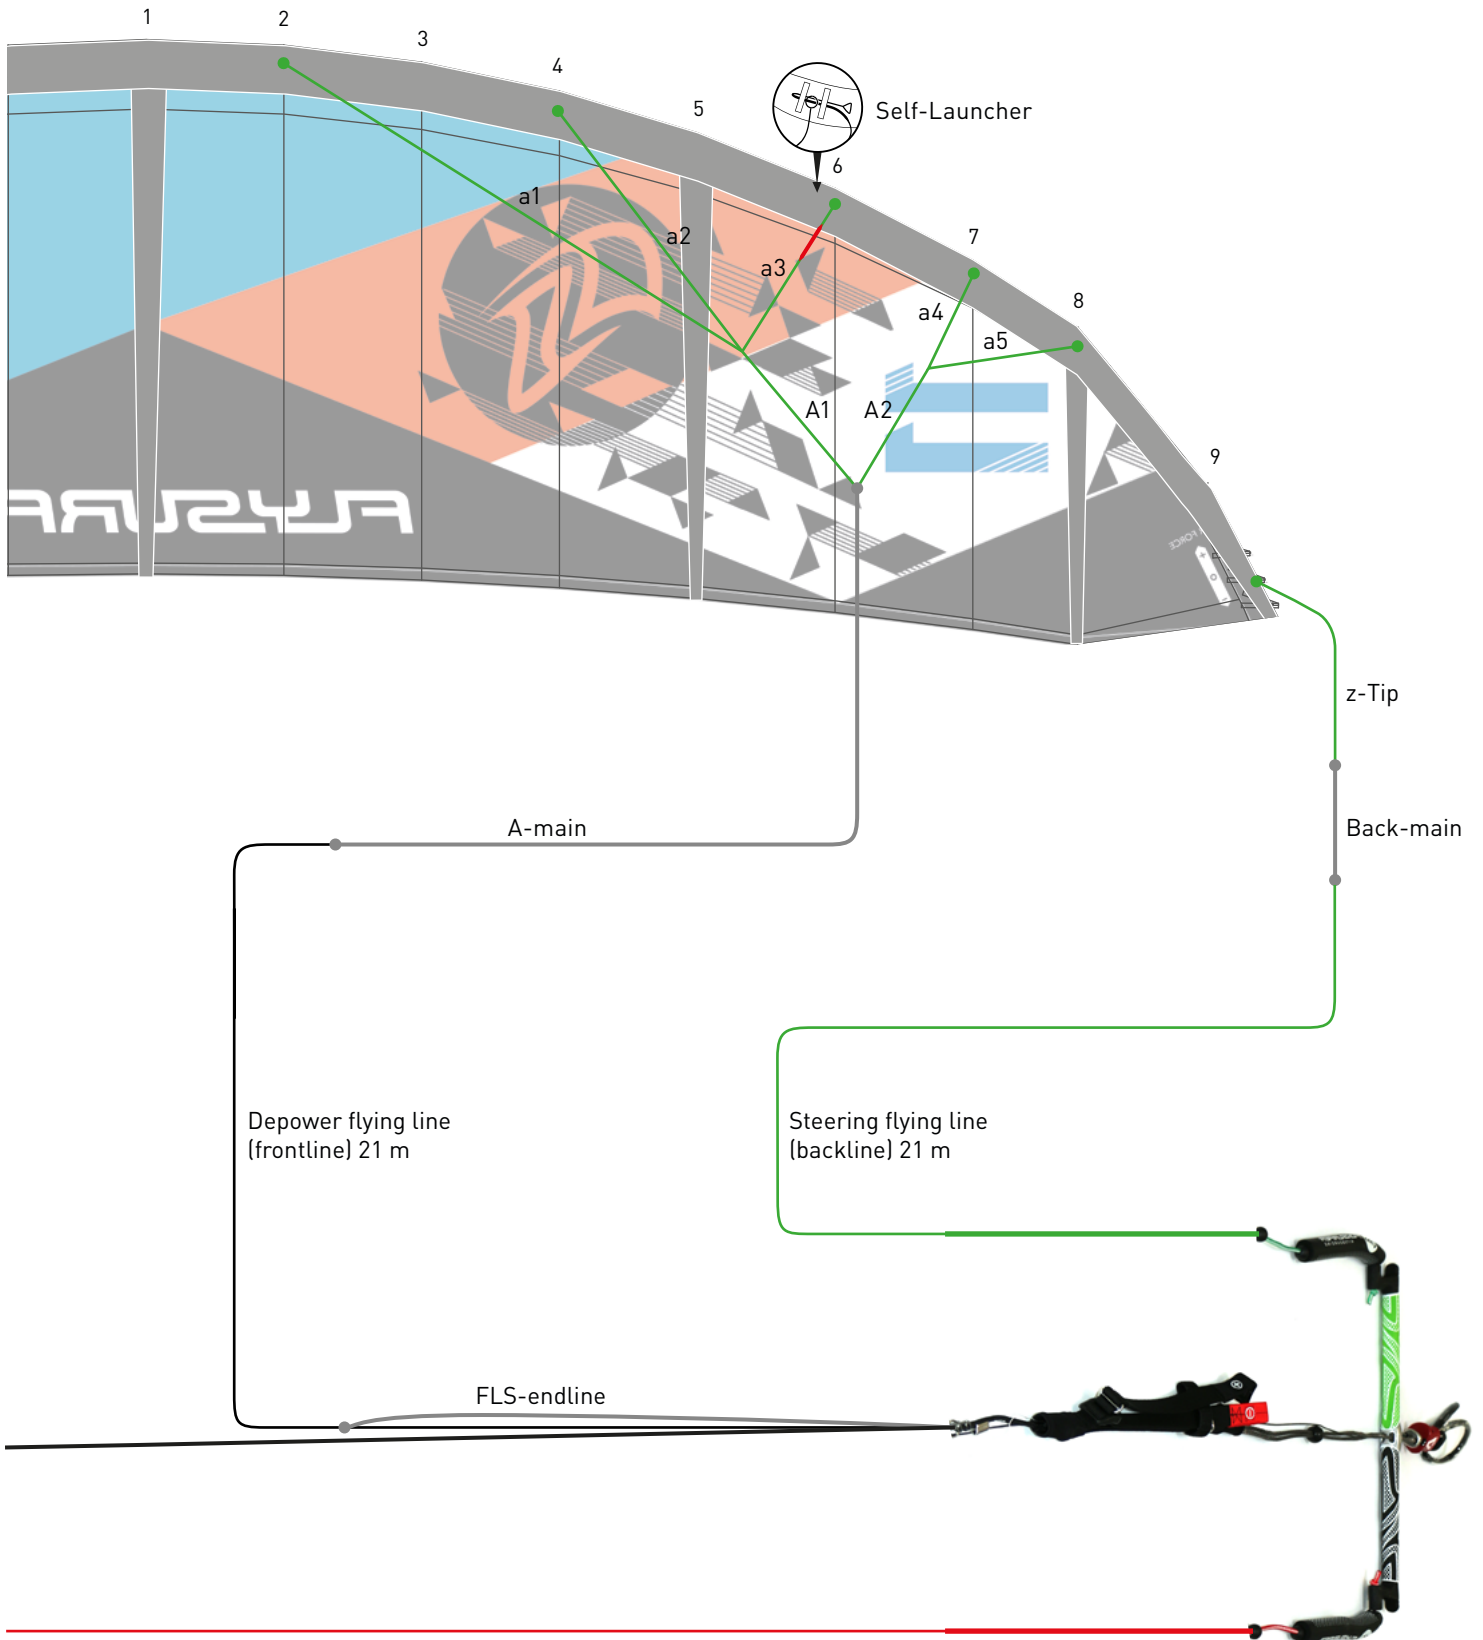 1
2
3
4
5
6
7
8
9
Self-Launcher
a1
a2
a3
a4
a5
A1
A2
FLYSURF
z-Tip
A-main
Back-main
Depower flying line
(frontline) 21 m
Steering flying line
(backline) 21 m
FLS-endline